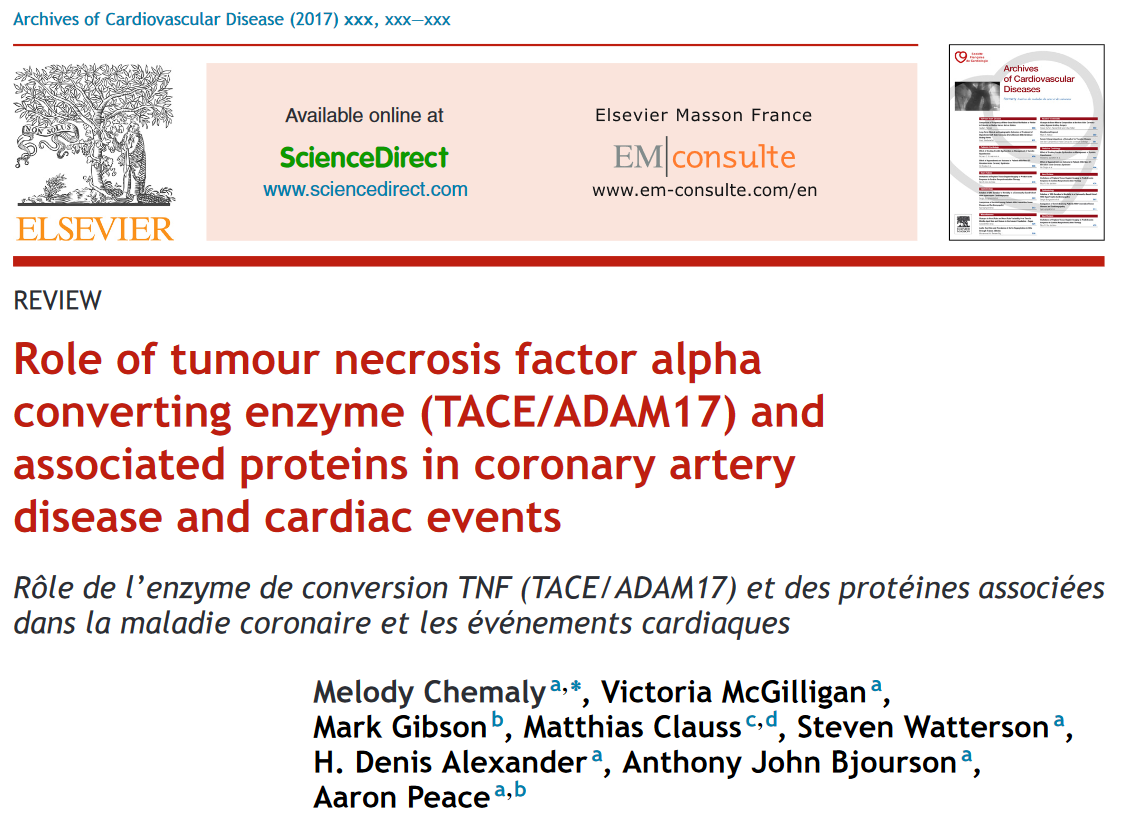 Archives of Cardiovascular Disease (2017) xxx, xxx—xxx
NON SOLUS
ELSEVIER
Available online at
ScienceDirect
www.sciencedirect.com
Elsevier Masson France
EM|consulte
www.em-consulte.com/en
Archives
of Cardiovascular
Diseases
REVIEW
Role of tumour necrosis factor alpha
converting enzyme (TACE/ADAM17) and
associated proteins in coronary artery
disease and cardiac events
Rôle de l’enzyme de conversion TNF (TACE/ADAM17) et des protéines associées
dans la maladie coronaire et les événements cardiaques
Melody Chemaly a,*, Victoria McGilligan a,
Mark Gibson b, Matthias Clauss c,d, Steven Watterson a,
H. Denis Alexander a, Anthony John Bjourson a,
Aaron Peace a,b